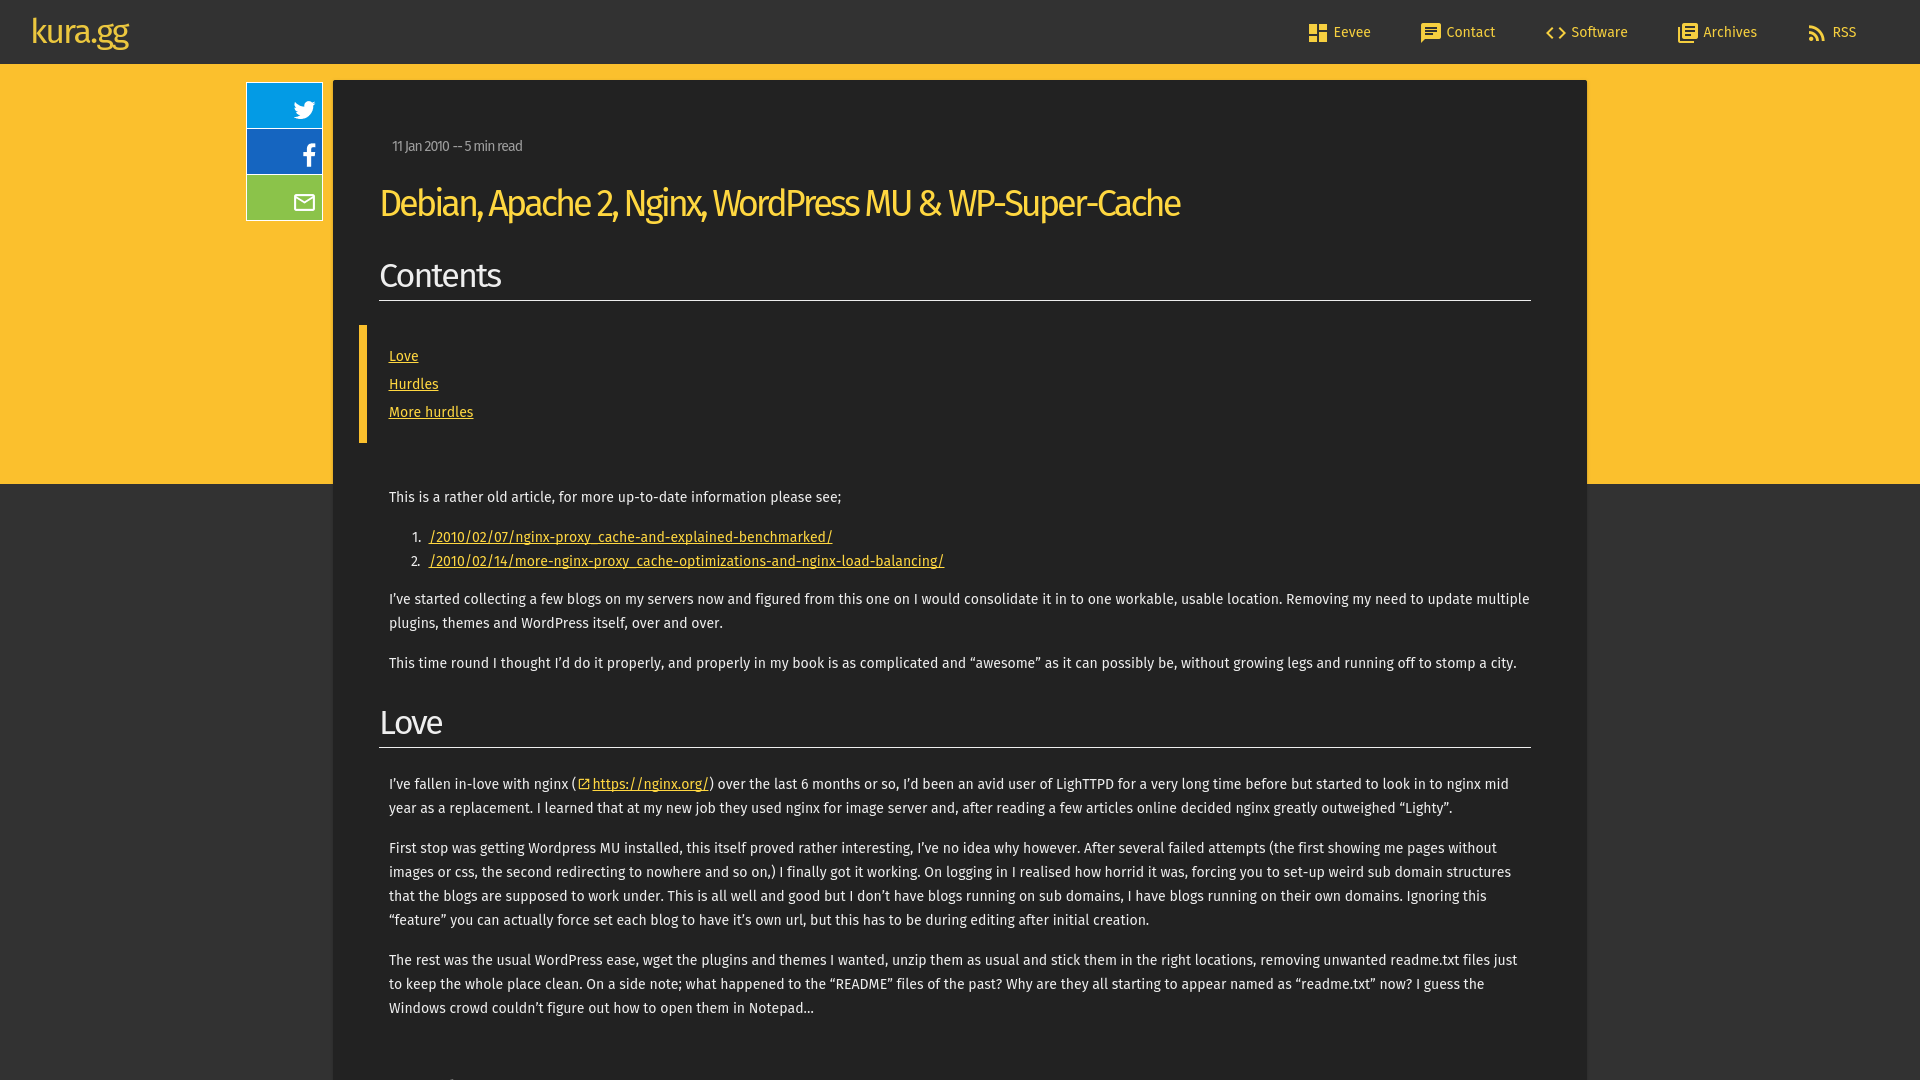 kura.gg
Eevee
Contact
Software
Archives
RSS
11 Jan 2010 -- 5 min read
Debian, Apache 2, Nginx, WordPress MU & WP-Super-Cache
Contents
Love
Hurdles
More hurdles
This is a rather old article, for more up-to-date information please see;
1. /2010/02/07/nginx-proxy_cache-and-explained-benchmarked/
2. /2010/02/14/more-nginx-proxy_cache-optimizations-and-nginx-load-balancing/
I’ve started collecting a few blogs on my servers now and figured from this one on I would consolidate it in to one workable, usable location. Removing my need to update multiple
plugins, themes and WordPress itself, over and over.
This time round I thought I’d do it properly, and properly in my book is as complicated and “awesome” as it can possibly be, without growing legs and running off to stomp a city.
Love
I’ve fallen in-love with nginx (https://nginx.org/) over the last 6 months or so, I’d been an avid user of LighTTPD for a very long time before but started to look in to nginx mid
year as a replacement. I learned that at my new job they used nginx for image server and, after reading a few articles online decided nginx greatly outweighed “Lighty”.
First stop was getting Wordpress MU installed, this itself proved rather interesting, I’ve no idea why however. After several failed attempts (the first showing me pages without
images or css, the second redirecting to nowhere and so on,) I finally got it working. On logging in I realised how horrid it was, forcing you to set-up weird sub domain structures
that the blogs are supposed to work under. This is all well and good but I don’t have blogs running on sub domains, I have blogs running on their own domains. Ignoring this
“feature” you can actually force set each blog to have it’s own url, but this has to be during editing after initial creation.
The rest was the usual WordPress ease, wget the plugins and themes I wanted, unzip them as usual and stick them in the right locations, removing unwanted readme.txt files just
to keep the whole place clean. On a side note; what happened to the “README” files of the past? Why are they all starting to appear named as “readme.txt” now? I guess the
Windows crowd couldn’t figure out how to open them in Notepad…